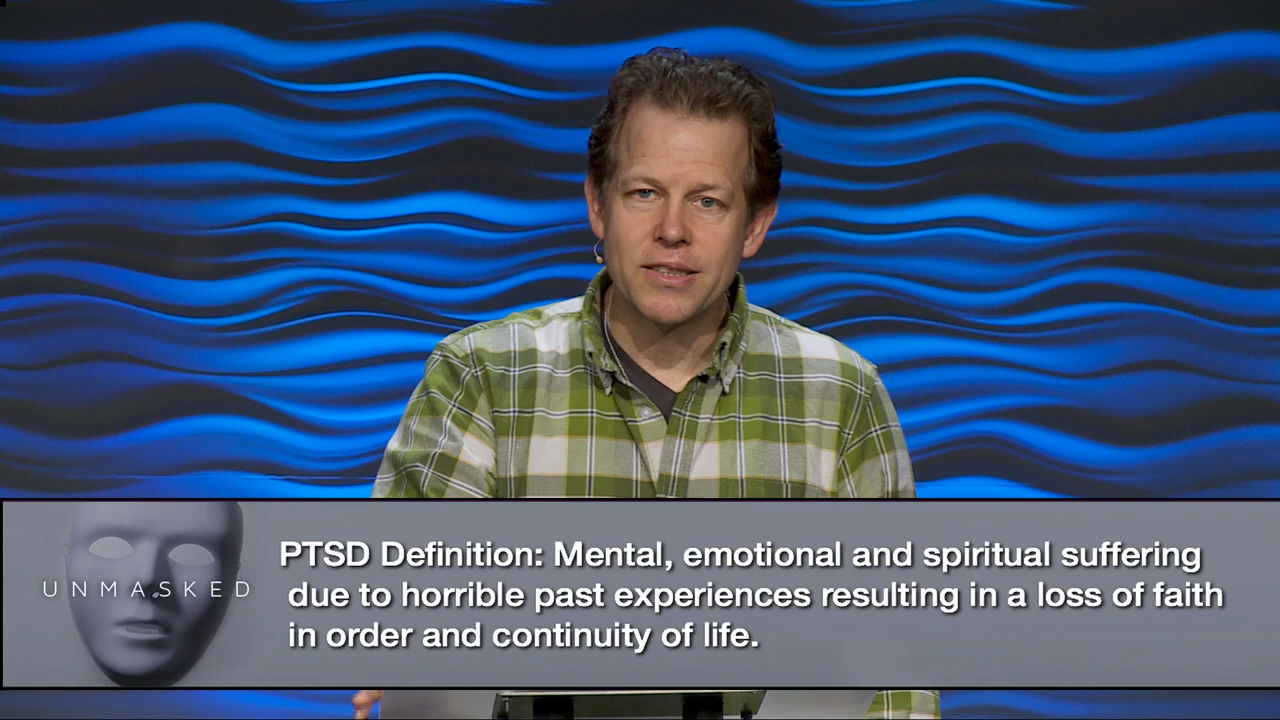 UNMASKED
PTSD Definition: Mental, emotional and spiritual suffering
due to horrible past experiences resulting in a loss of faith
in order and continuity of life.